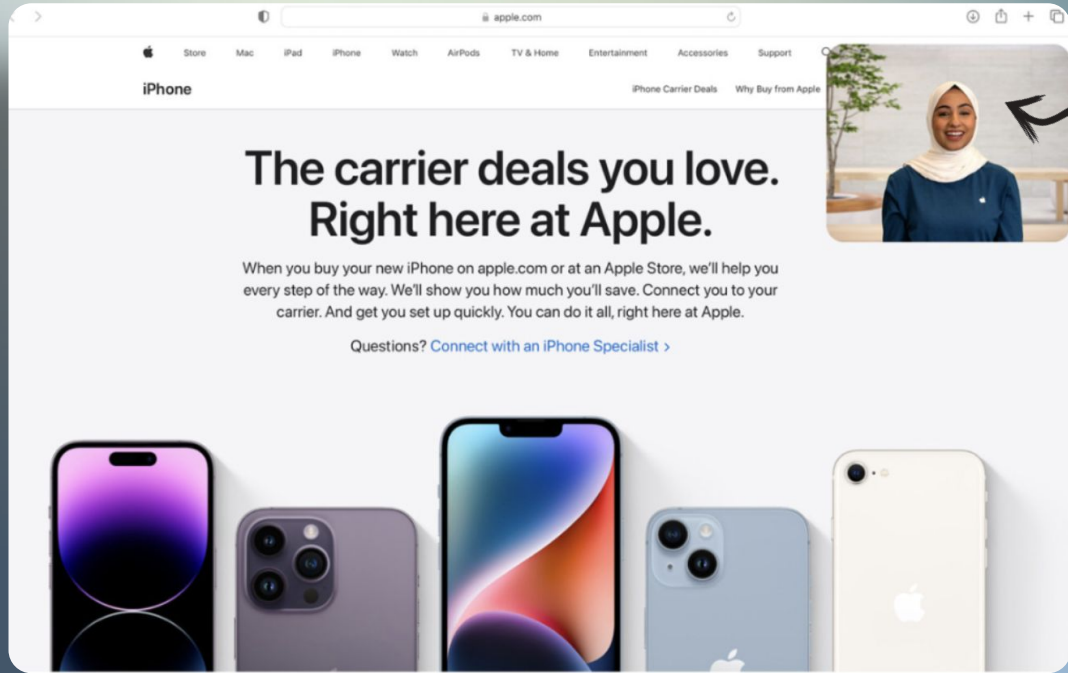 apple.com
Store Mac iPad iPhone Watch AirPods TV & Home Entertainment Accessories Support
iPhone
iPhone Carrier Deals Why Buy from Apple
The carrier deals you love.
Right here at Apple.
When you buy your new iPhone on apple.com or at an Apple Store, we'll help you
every step of the way. We'll show you how much you'll save. Connect you to your
carrier. And get you set up quickly. You can do it all, right here at Apple.
Questions? Connect with an iPhone Specialist >